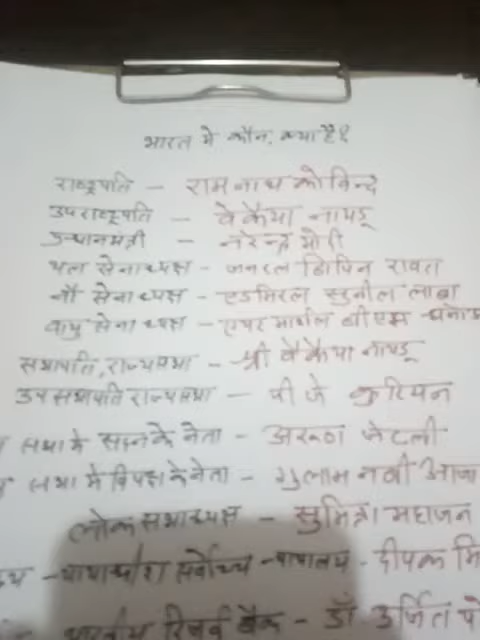 भारत मे कौन, क्या है?
राष्ट्रपति – रामनाथ कोविन्द
उपराष्ट्रपति – वेंकैया नायडू
प्रधानमंत्री – नरेन्द्र मोदी
थल सेनाध्यक्ष – जनरल बिपिन रावत
नौ सेनाध्यक्ष – एडमिरल सुनील लांबा
वायु सेनाध्यक्ष – एयर मार्शल बीएस
सभापति, राज्यसभा – श्री वेंकैया नायडू
उपसभापति राज्यसभा – पी जे कुरियन
सभा मे सदन के नेता – अरुण जेटली
सभा मे विपक्ष के नेता – गुलाम नबी आजा
लोकसभाध्यक्ष – सुमित्रा महाजन
न्यायाधीश सर्वोच्च न्यायालय – दीपक मि
भारतीय रिजर्व बैंक – डॉ उर्जित प